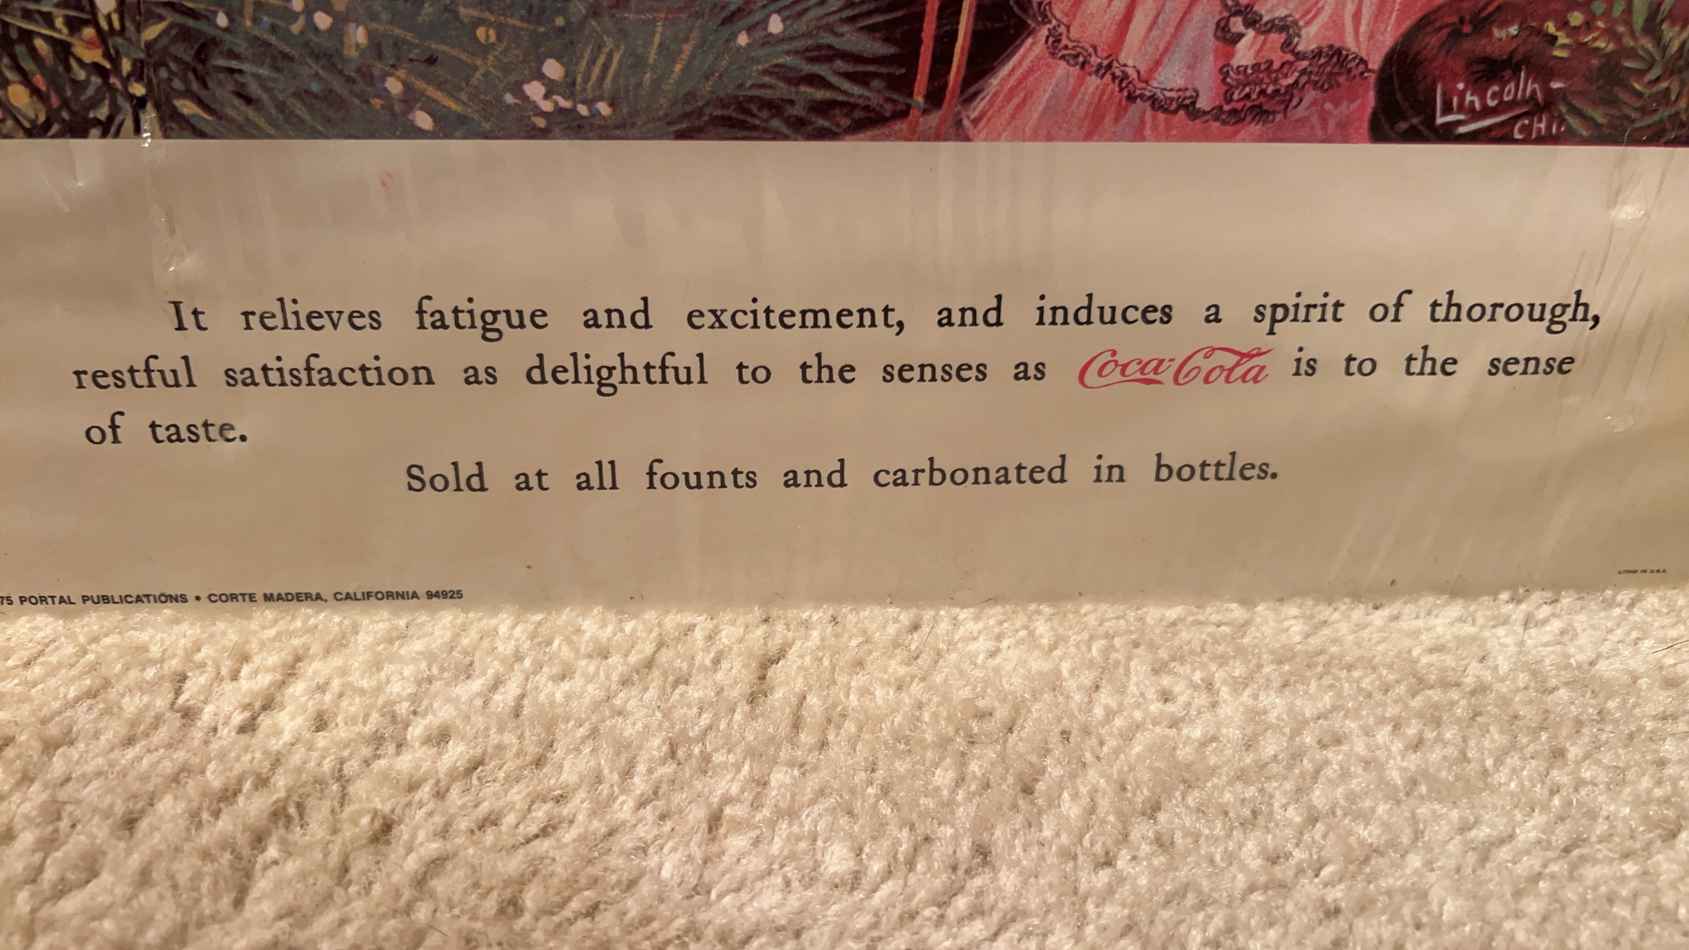 Lincoln-
CHI.
It relieves fatigue and excitement, and induces a spirit of thorough,
restful satisfaction as delightful to the senses as Coca-Cola is to the sense
of taste.
Sold at all founts and carbonated in bottles.
75 PORTAL PUBLICATIONS • CORTE MADERA, CALIFORNIA 94925